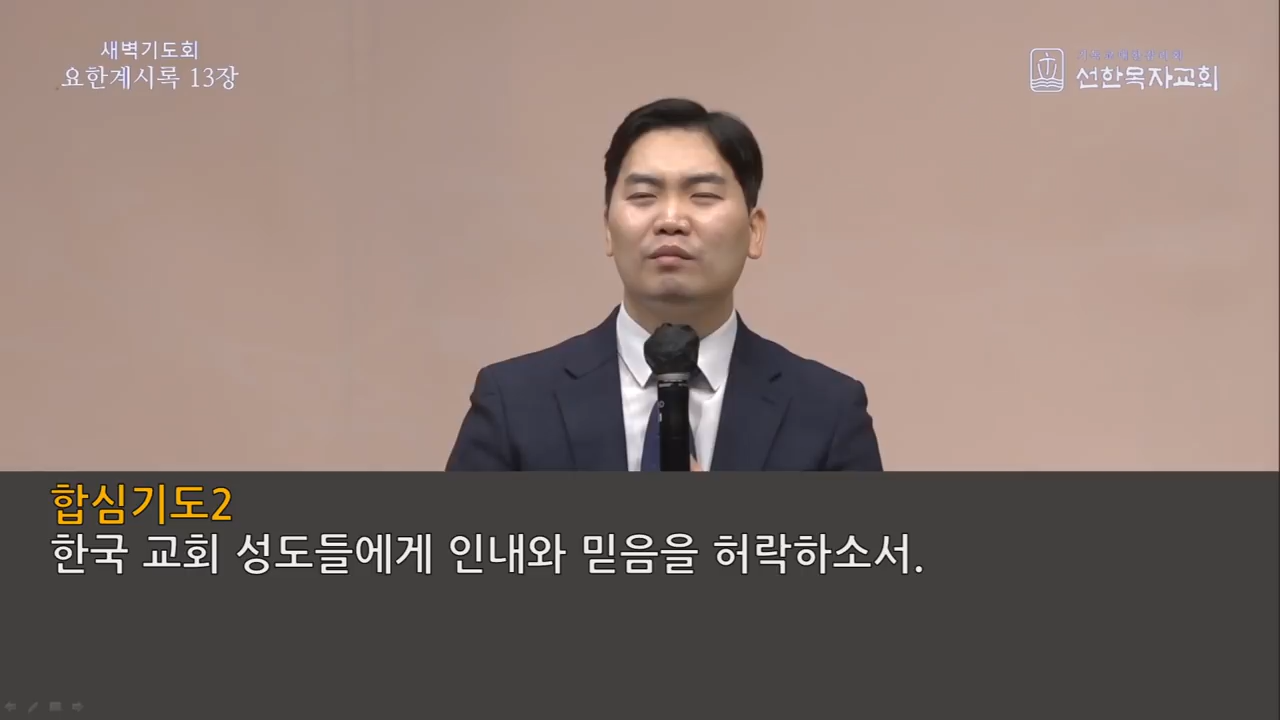 새벽기도회
요한계시록 13장
선한목자교회
합심기도2
한국 교회 성도들에게 인내와 믿음을 허락하소서.